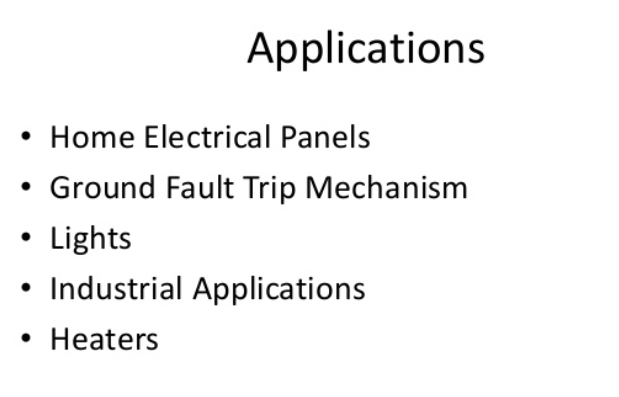 Applications
• Home Electrical Panels
• Ground Fault Trip Mechanism
• Lights
• Industrial Applications
• Heaters